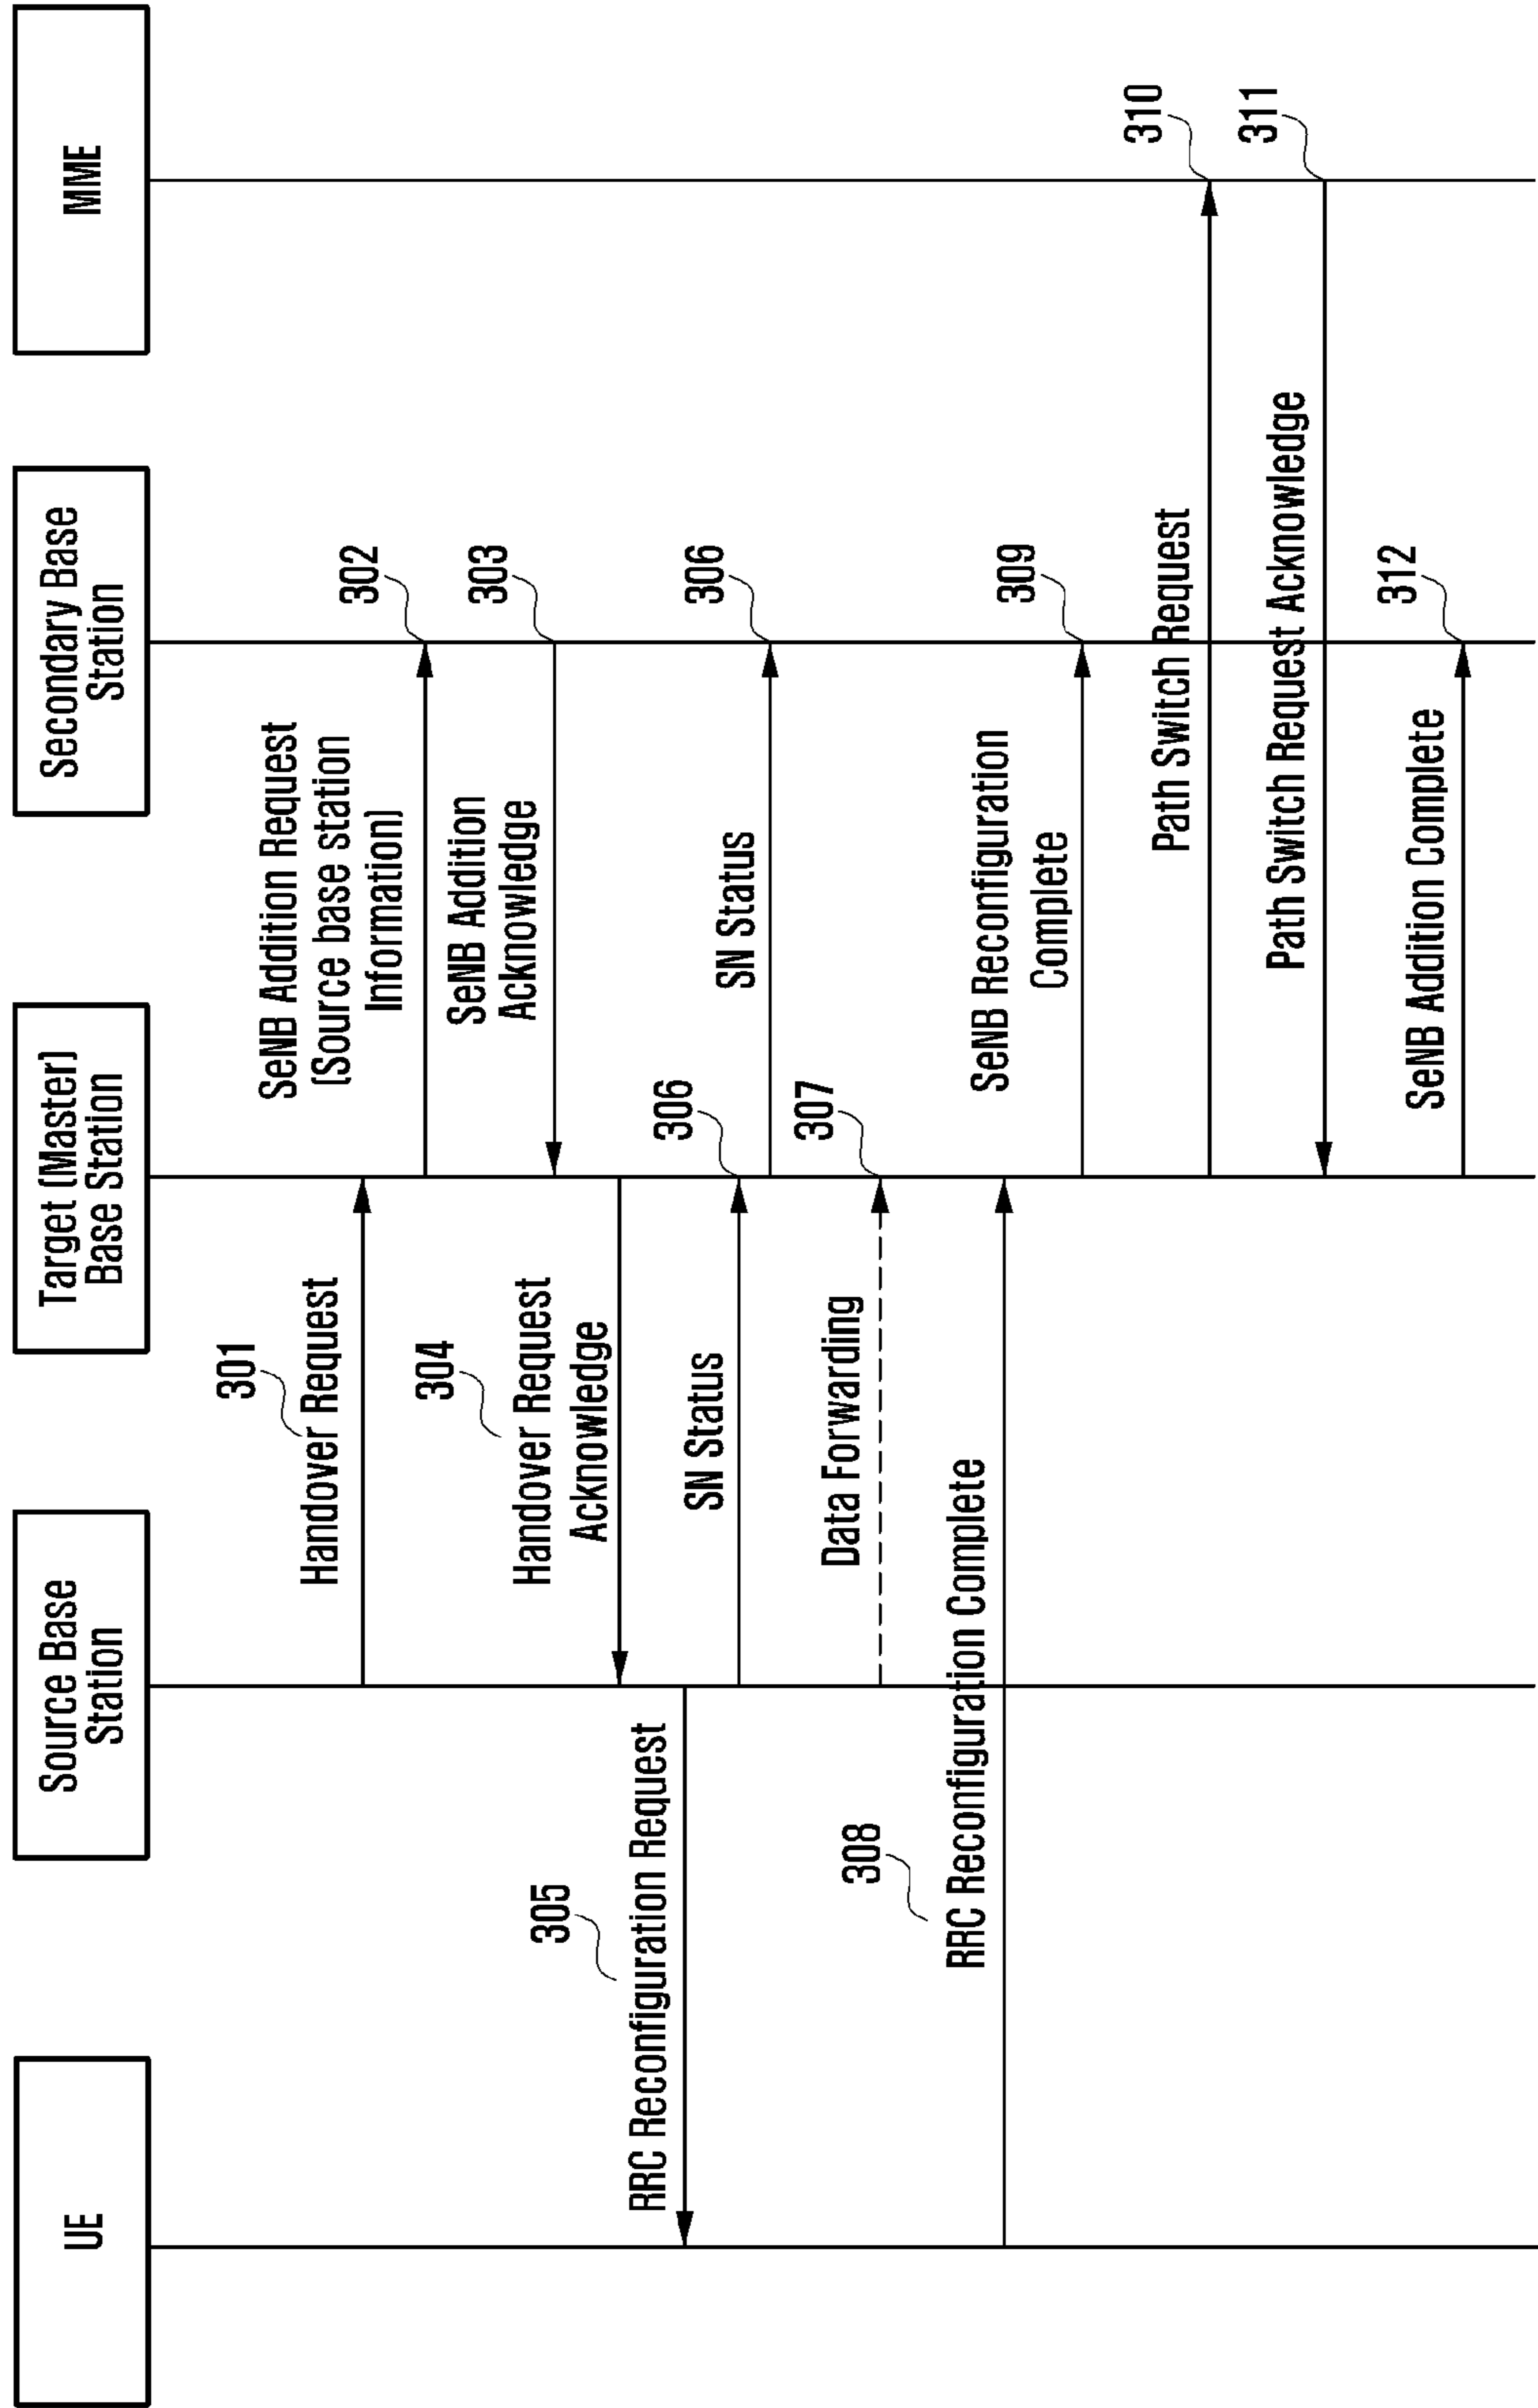 UE
Source Base
Station
Target (Master)
Base Station
Secondary Base
Station
MME
301
Handover Request
SeNB Addition Request
(Source base station
Information)
302
SeNB Addition
Acknowledge
303
304
Handover Request
Acknowledge
305
RRC Reconfiguration Request
SN Status
306
SN Status
306
Data Forwarding
307
308
RRC Reconfiguration Complete
SeNB Reconfiguration
Complete
309
Path Switch Request
310
Path Switch Request Acknowledge
311
SeNB Addition Complete
312